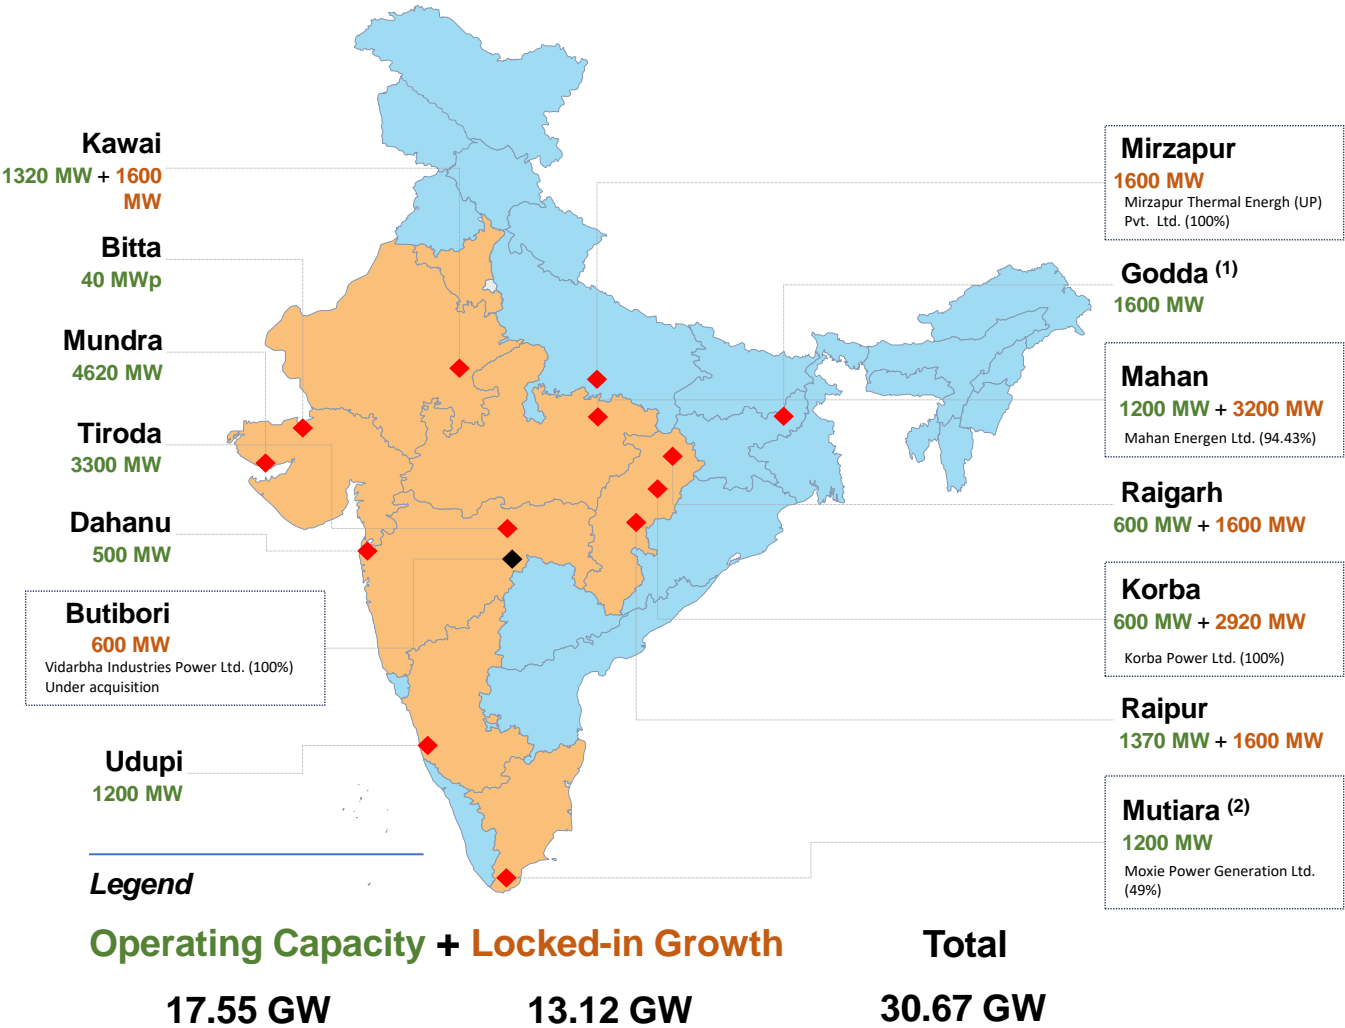 Kawai
1320 MW + 1600
MW
Bitta
40 MWp
Mundra
4620 MW
Tiroda
3300 MW
Dahanu
500 MW
Butibori
600 MW
Vidarbha Industries Power Ltd. (100%)
Under acquisition
Udupi
1200 MW
Mirzapur
1600 MW
Mirzapur Thermal Energh (UP)
Pvt. Ltd. (100%)
Godda (1)
1600 MW
Mahan
1200 MW + 3200 MW
Mahan Energen Ltd. (94.43%)
Raigarh
600 MW + 1600 MW
Korba
600 MW + 2920 MW
Korba Power Ltd. (100%)
Raipur
1370 MW + 1600 MW
Mutiara (2)
1200 MW
Moxie Power Generation Ltd.
(49%)
Legend
Operating Capacity + Locked-in Growth Total
17.55 GW 13.12 GW 30.67 GW